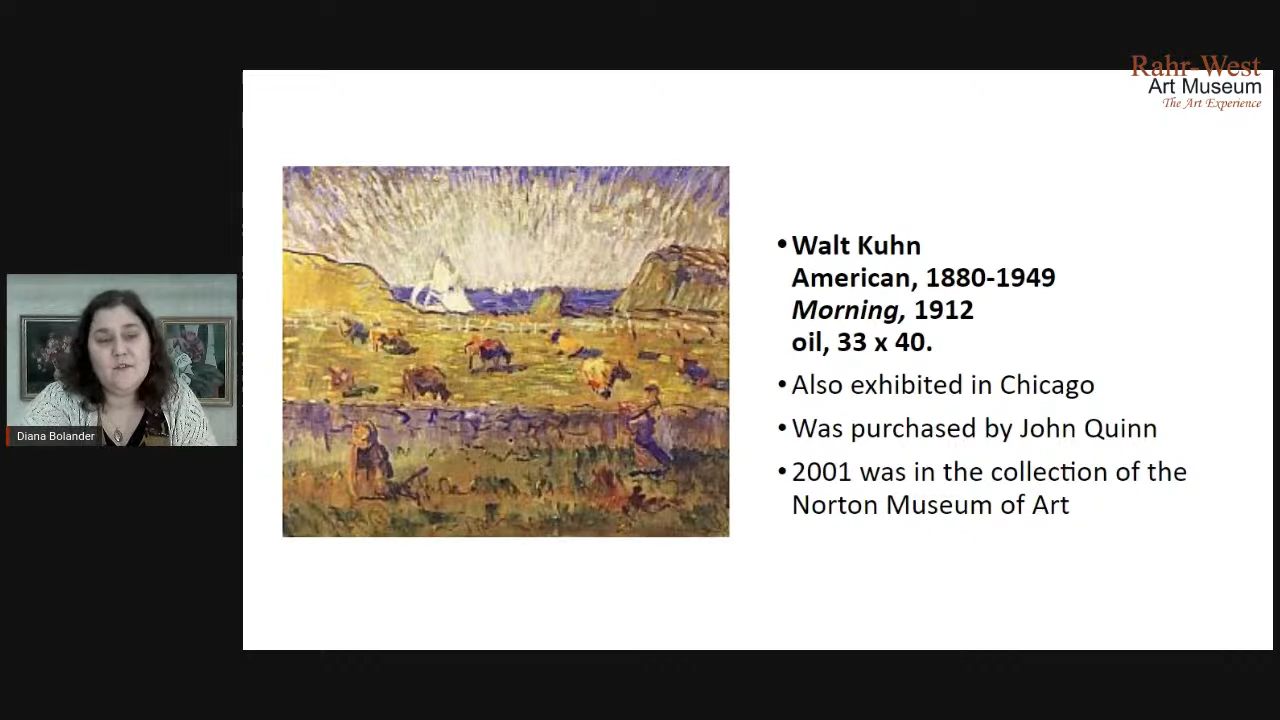 Rahr-West
Art Museum
The Art Experience
•Walt Kuhn
American, 1880-1949
Morning, 1912
oil, 33 x 40.
•Also exhibited in Chicago
•Was purchased by John Quinn
•2001 was in the collection of the
Norton Museum of Art
Diana Bolander